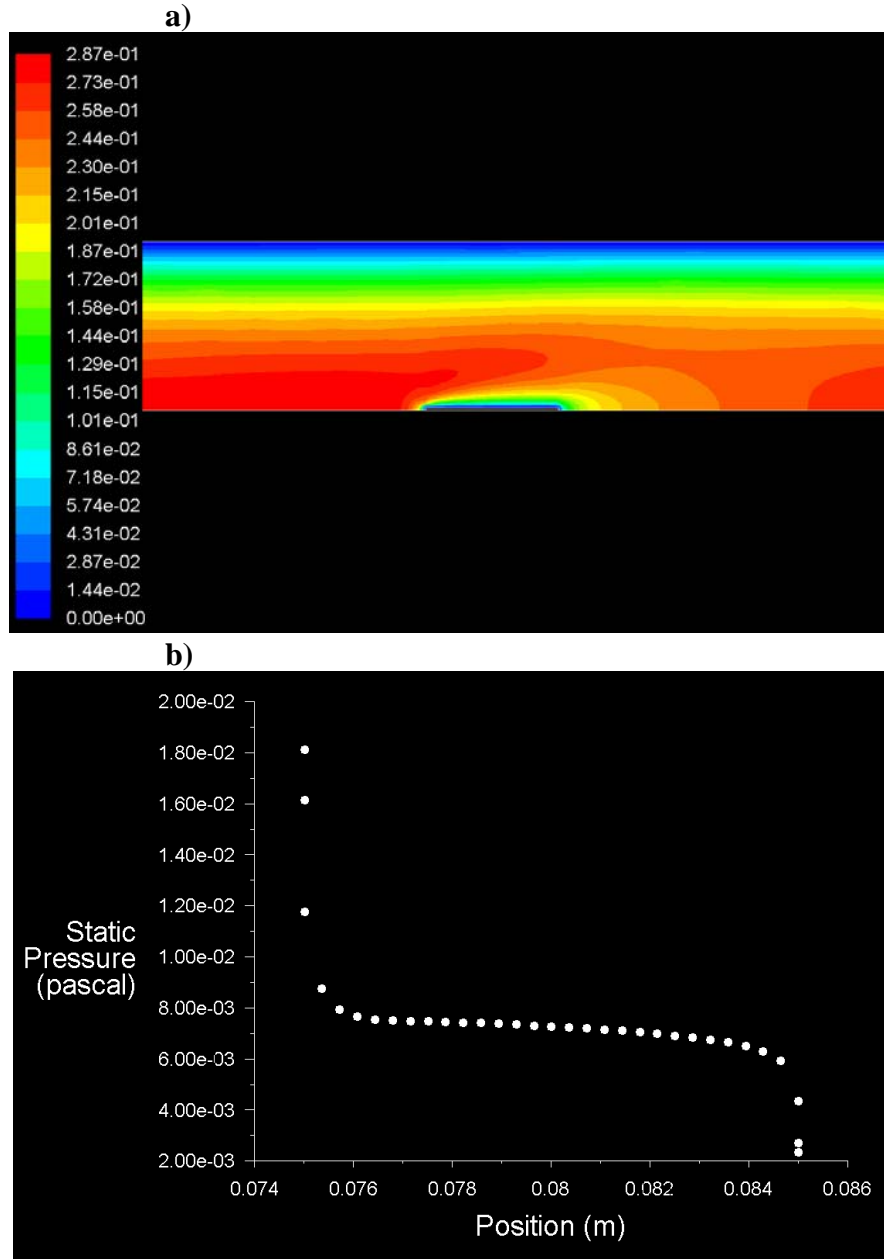 a)
2.87e-01
2.73e-01
2.58e-01
2.44e-01
2.30e-01
2.15e-01
2.01e-01
1.87e-01
1.72e-01
1.58e-01
1.44e-01
1.29e-01
1.15e-01
1.01e-01
8.61e-02
7.18e-02
5.74e-02
4.31e-02
2.87e-02
1.44e-02
0.00e+00
b)
2.00e-02
1.80e-02
1.60e-02
1.40e-02
1.20e-02
1.00e-02
8.00e-03
6.00e-03
4.00e-03
2.00e-03
Static
Pressure
(pascal)
0.074 0.076 0.078 0.08 0.082 0.084 0.086
Position (m)